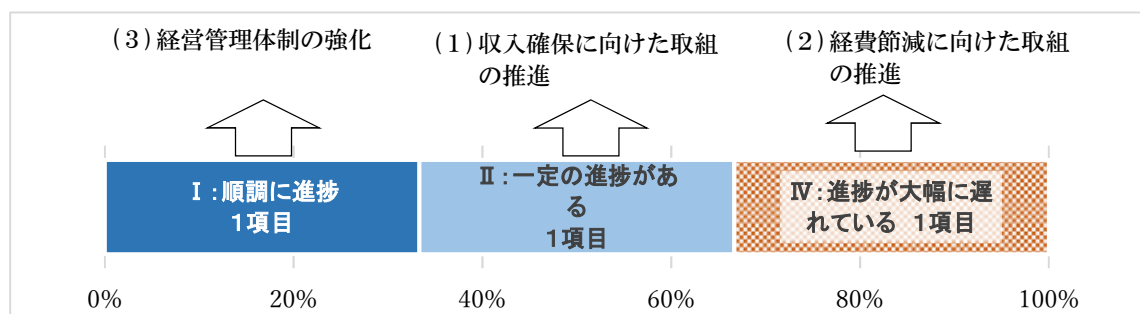 (3)経営管理体制の強化
(1)収入確保に向けた取組
の推進
(2)経費節減に向けた取組
の推進
Ⅰ:順調に進捗
1項目
Ⅱ:一定の進捗があ
る
1項目
Ⅳ:進捗が大幅に遅
れている 1項目
0%
20%
40%
60%
80%
100%